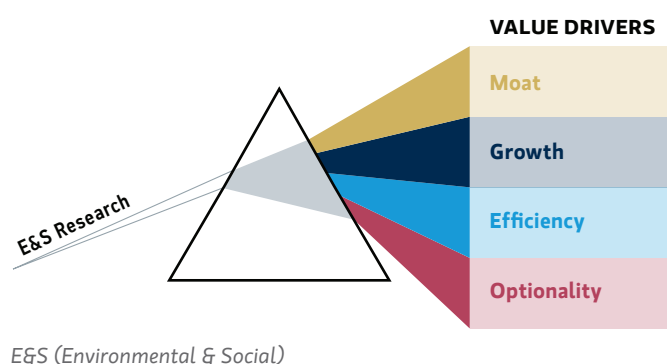 VALUE DRIVERS
Moat
Growth
Efficiency
Optionality
E&S Research
E&S (Environmental & Social)